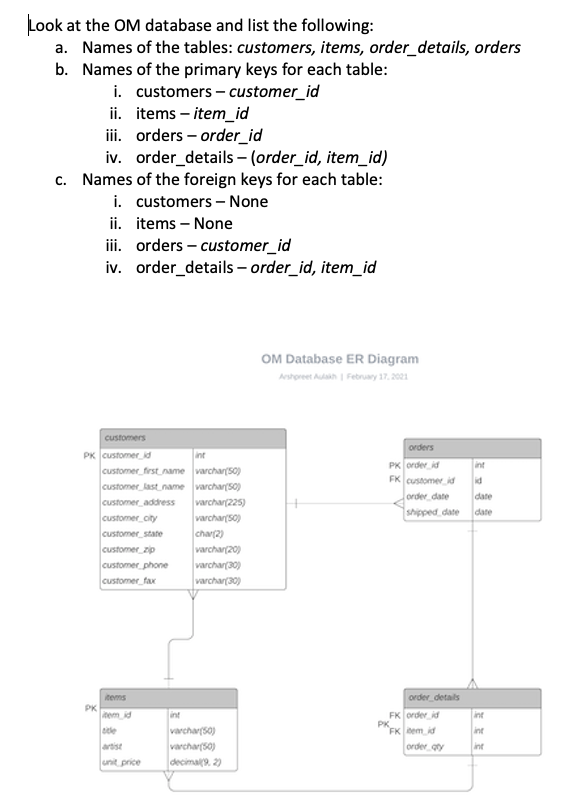 Look at the OM database and list the following:
a. Names of the tables: customers, items, order_details, orders
b. Names of the primary keys for each table:
i. customers – customer_id
ii. items – item_id
iii. orders – order_id
iv. order_details – (order_id, item_id)
c. Names of the foreign keys for each table:
i. customers – None
ii. items – None
iii. orders – customer_id
iv. order_details – order_id, item_id
OM Database ER Diagram
Arshpreet Aulakh | February 17, 2021
customers
PK customer_id int
customer_first_name varchar(50)
customer_last_name varchar(50)
customer_address varchar(225)
customer_city varchar(50)
customer_state char(2)
customer_zip varchar(20)
customer_phone varchar(30)
customer_fax varchar(30)
orders
PK order_id int
FK customer_id id
order_date date
shipped_date date
items
PK item_id int
title varchar(50)
artist varchar(50)
unit_price decimal(9, 2)
order_details
FK order_id int
PK
FK item_id int
order_qty int